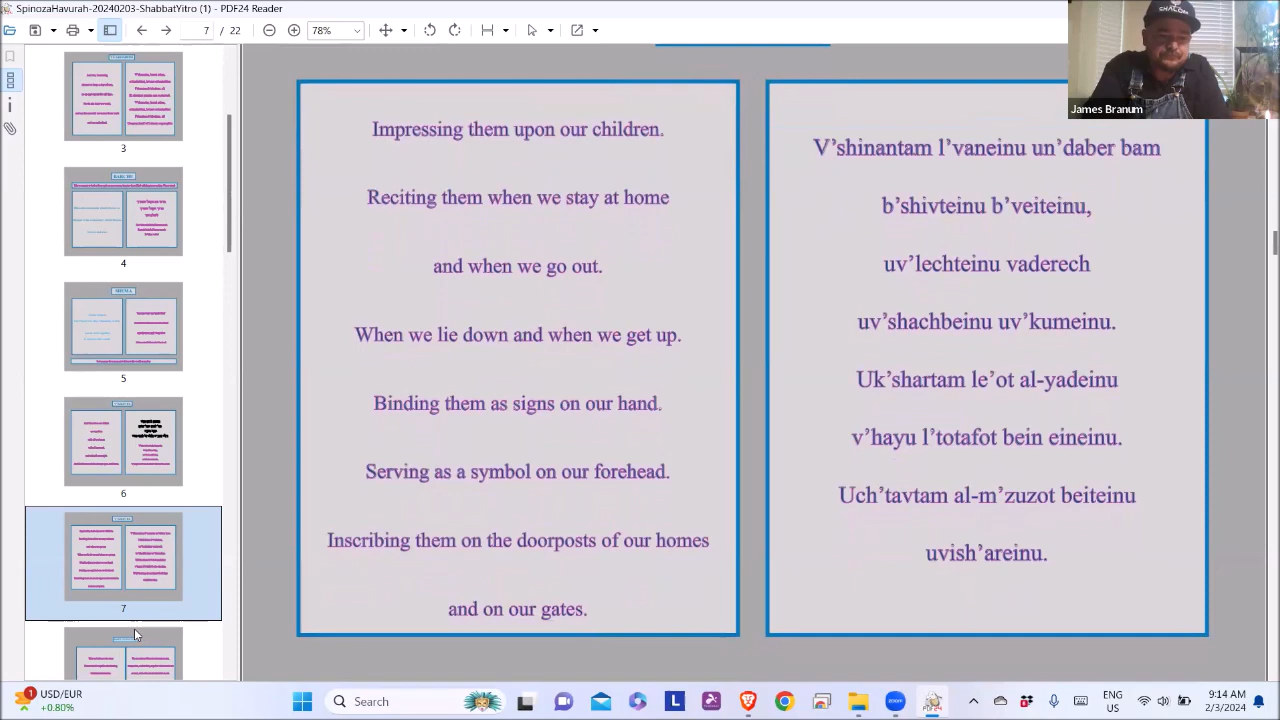 SpinozaHavurah-20240203-ShabbatYitro (1) - PDF24 Reader
7 / 22
78%
CHALOM
James Branum
3
4
5
6
7
Impressing them upon our children.
Reciting them when we stay at home
and when we go out.
When we lie down and when we get up.
Binding them as signs on our hand.
Serving as a symbol on our forehead.
Inscribing them on the doorposts of our homes
and on our gates.
V’shinantam l’vaneinu un’daber bam
b’shivteinu b’veiteinu,
uv’lechteinu vaderech
uv’shachbeinu uv’kumeinu.
Uk’shartam le’ot al-yadeinu
v’hayu l’totafot bein eineinu.
Uch’tavtam al-m’zuzot beiteinu
uvish’areinu.
1
USD/EUR
+0.80%
Search
L
zoom
PDF24
ENG
US
9:14 AM
2/3/2024